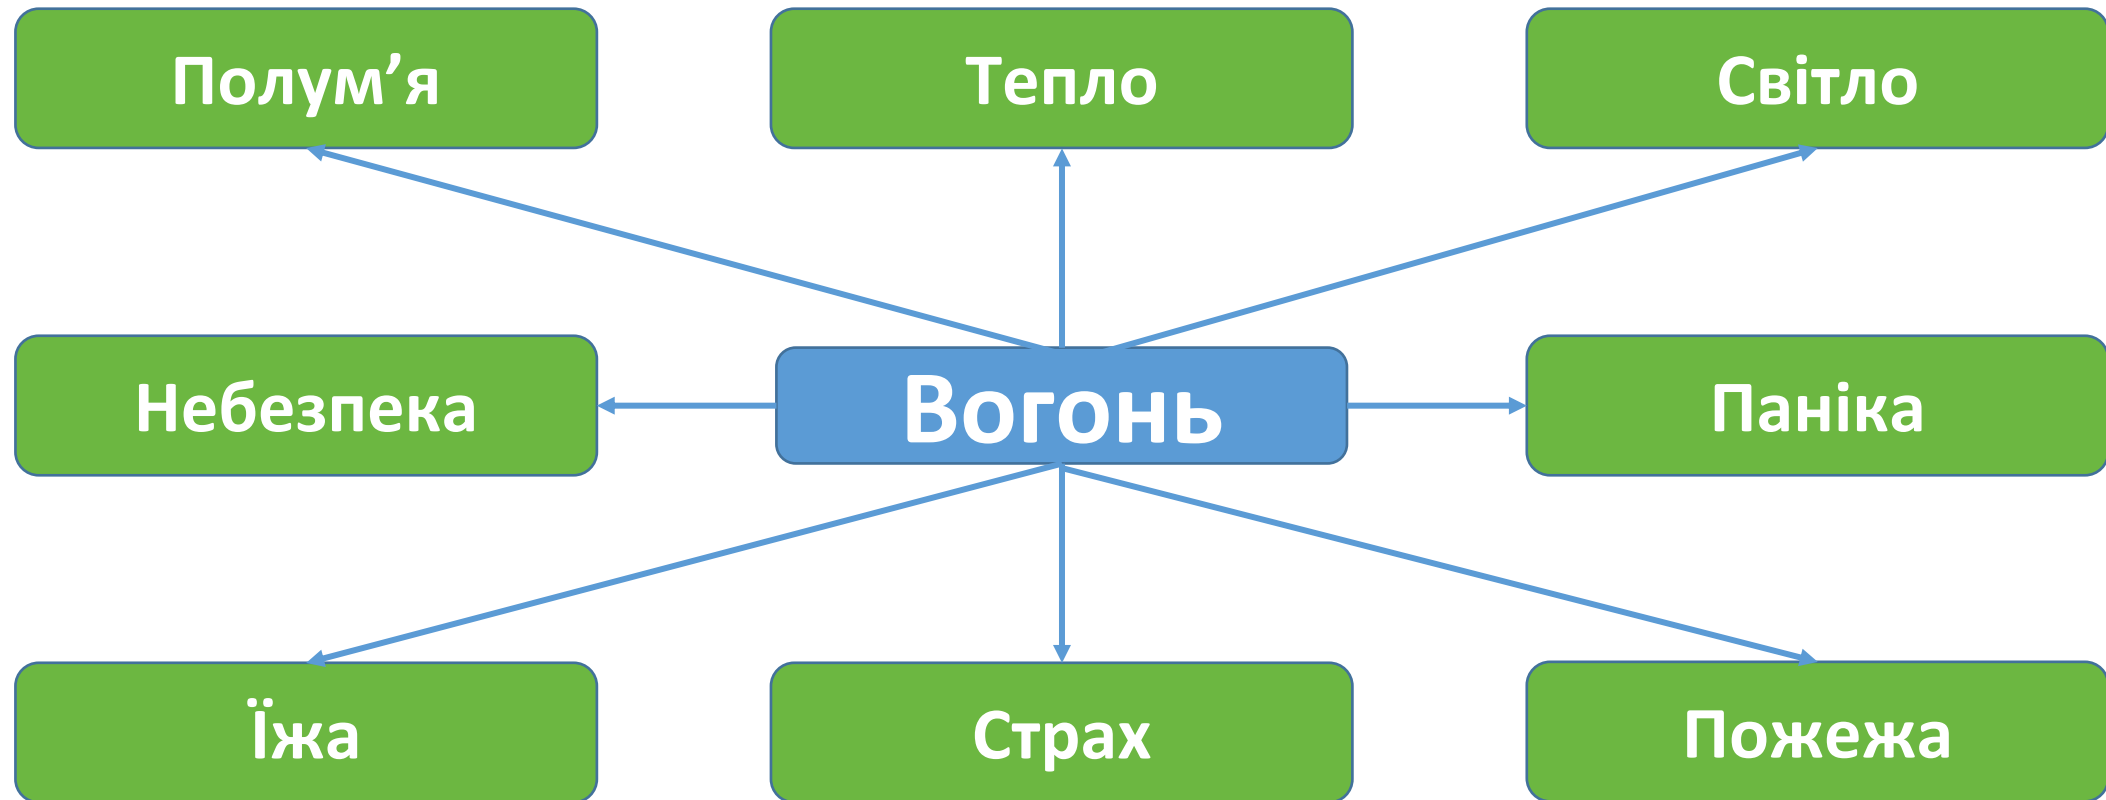 Полум’я
Тепло
Світло
Небезпека
Вогонь
Паніка
Їжа
Страх
Пожежа